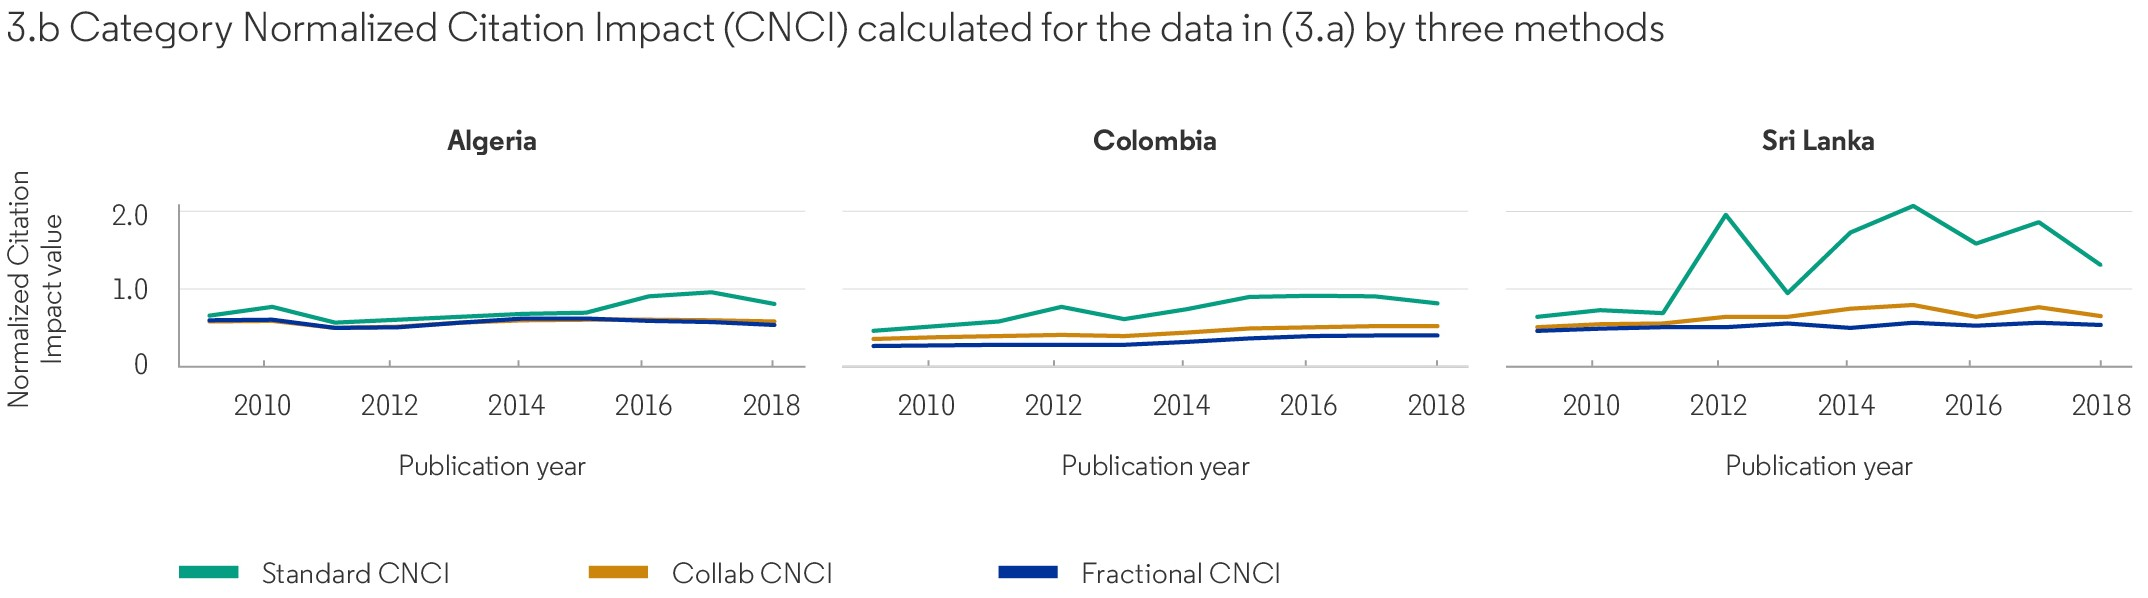 3.b Category Normalized Citation Impact (CNCI) calculated for the data in (3.a) by three methods
Algeria
Colombia
Sri Lanka
Normalized Citation
Impact value
2.0
1.0
0
2010 2012 2014 2016 2018
2010 2012 2014 2016 2018
2010 2012 2014 2016 2018
Publication year
Publication year
Publication year
Standard CNCI
Collab CNCI
Fractional CNCI